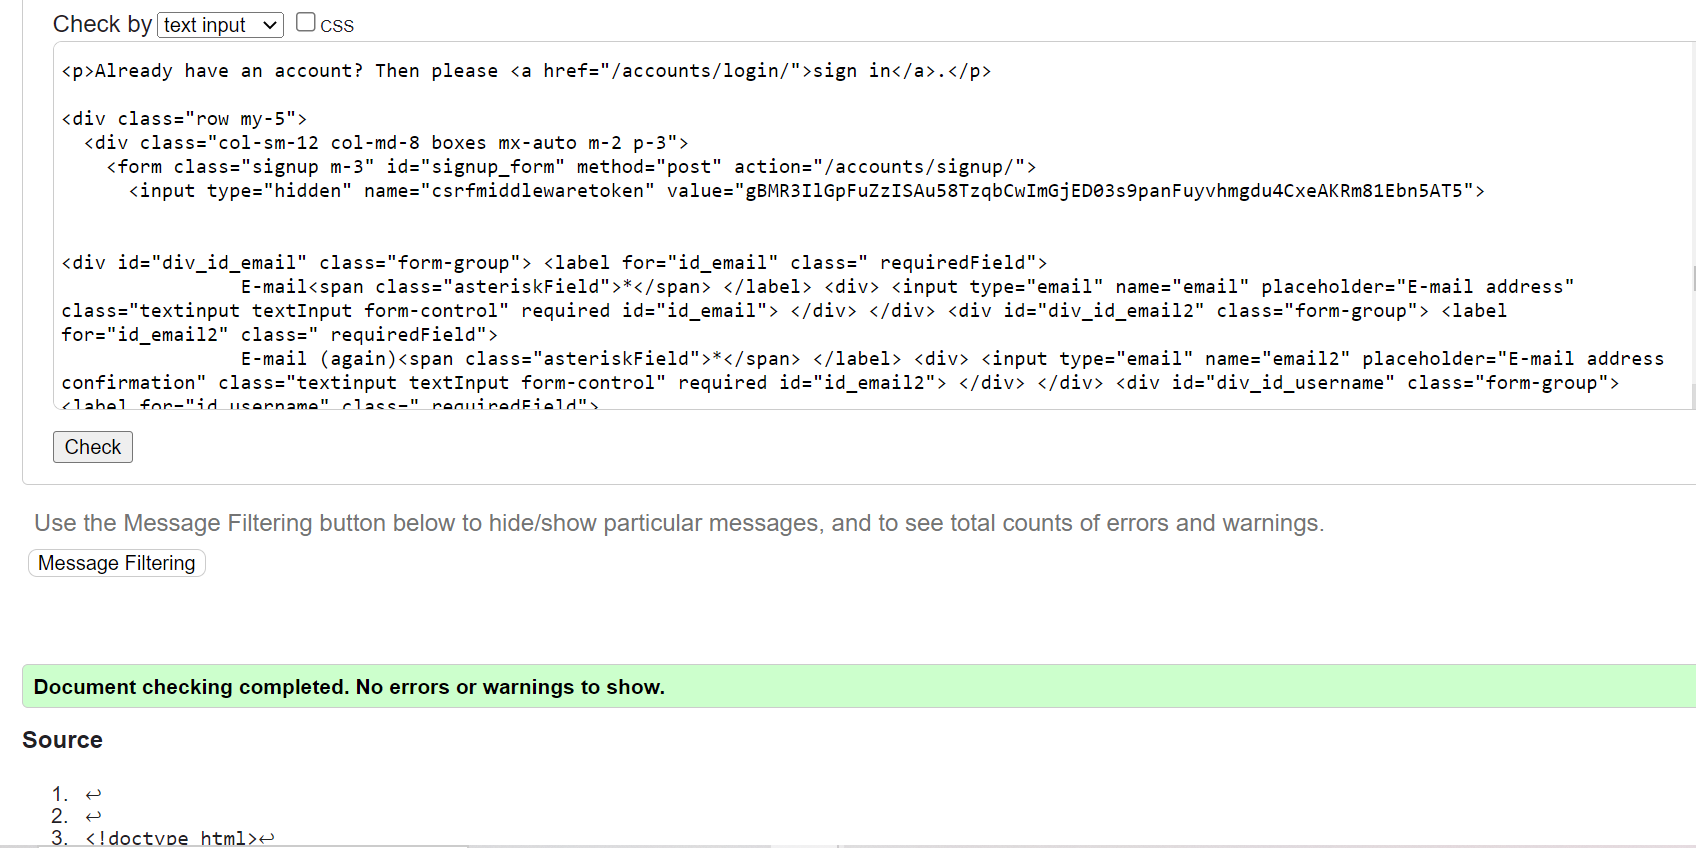 Check by text input CSS
<p>Already have an account? Then please <a href="/accounts/login/">sign in</a>.</p>
<div class="row my-5">
<div class="col-sm-12 col-md-8 boxes mx-auto m-2 p-3">
<form class="signup m-3" id="signup_form" method="post" action="/accounts/signup/">
<input type="hidden" name="csrfmiddlewaretoken" value="gBMR3IlGpFuZzISAu58TzqbCwImGjED03s9panFuyvhmgdu4CxeAKRm81Ebn5AT5">
<div id="div_id_email" class="form-group"> <label for="id_email" class=" requiredField">
E-mail<span class="asteriskField">*</span> </label> <div> <input type="email" name="email" placeholder="E-mail address"
class="textinput textInput form-control" required id="id_email"> </div> </div> <div id="div_id_email2" class="form-group"> <label
for="id_email2" class=" requiredField">
E-mail (again)<span class="asteriskField">*</span> </label> <div> <input type="email" name="email2" placeholder="E-mail address
confirmation" class="textinput textInput form-control" required id="id_email2"> </div> </div> <div id="div_id_username" class="form-group">
<label for="id_username" class=" requiredField">
Check
Use the Message Filtering button below to hide/show particular messages, and to see total counts of errors and warnings.
Message Filtering
Document checking completed. No errors or warnings to show.
Source
1. ↩
2. ↩
3. <!doctype html>↩